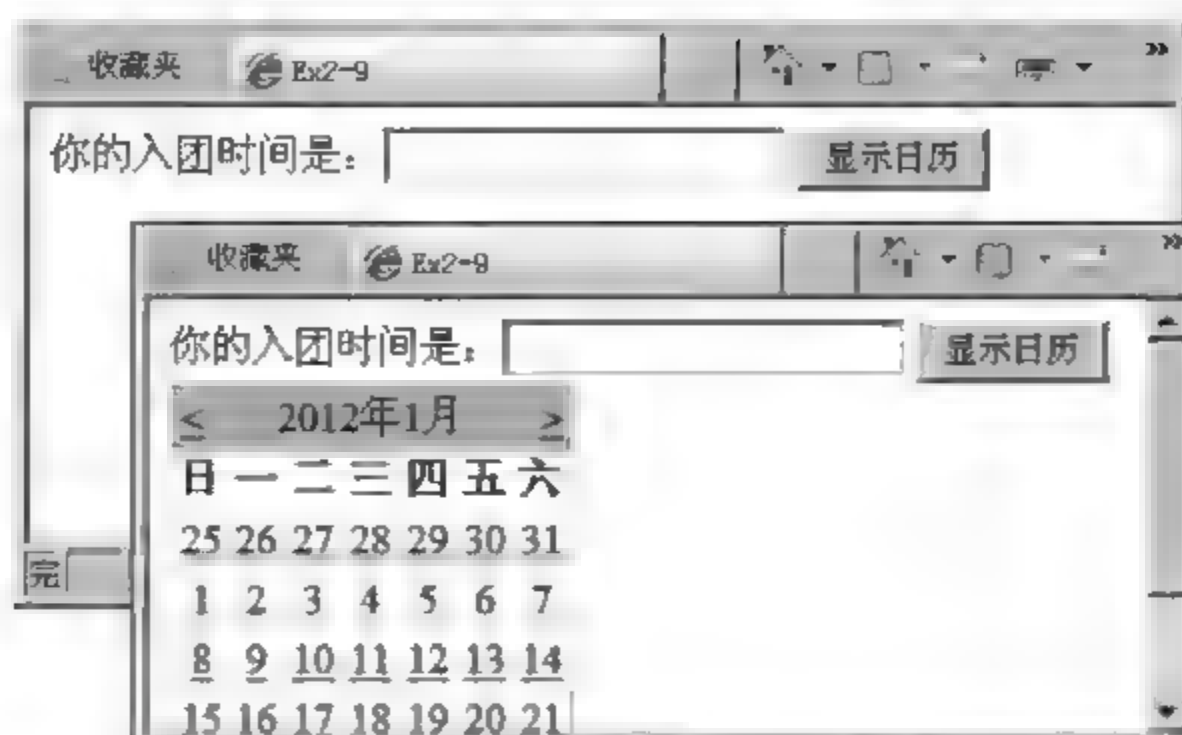 收藏夹 Ex2-9 »
你的入团时间是： 显示日历
收藏夹 Ex2-9 »
你的入团时间是： 显示日历
< 2012年1月 >
日 一 二 三 四 五 六
25 26 27 28 29 30 31
1 2 3 4 5 6 7
8 9 10 11 12 13 14
15 16 17 18 19 20 21
完